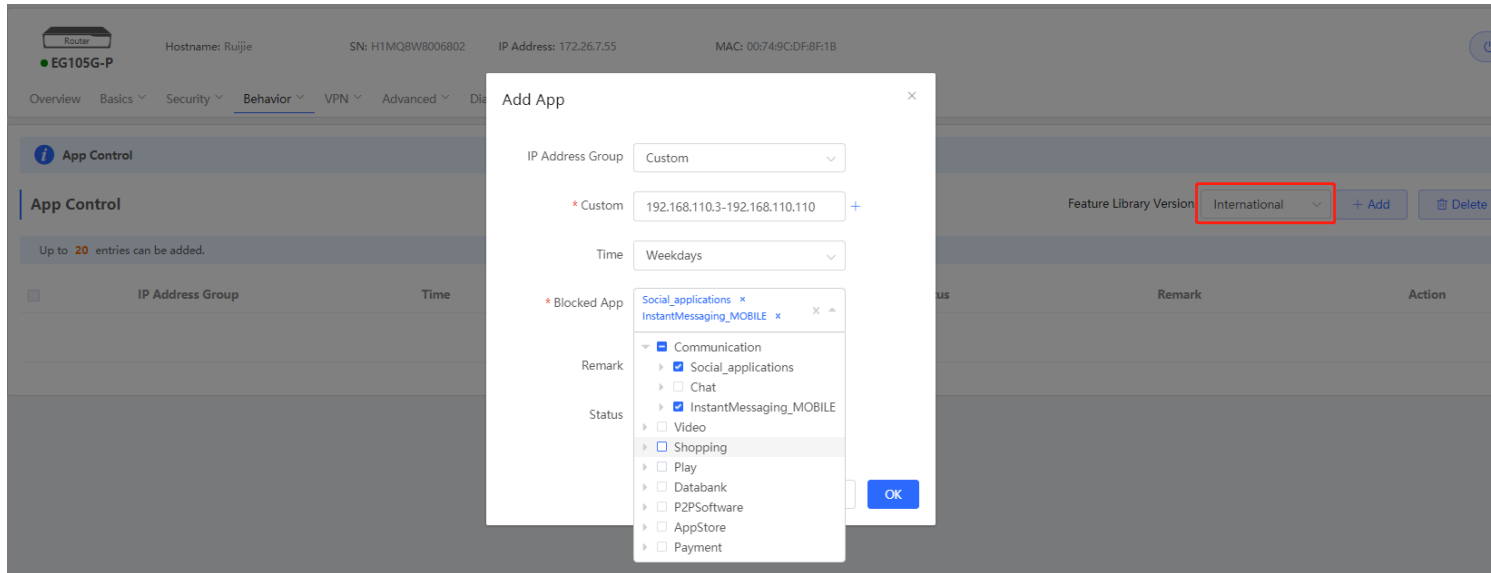 Router
EG105G-P
Hostname: Ruijie
SN: H1MQ8W8006802
IP Address: 172.26.7.55
MAC: 00:74:9C:DF:8F:1B
Overview
Basics
Security
Behavior
VPN
Advanced
Dia
App Control
App Control
Feature Library Version
International
+ Add
Delete
Up to 20 entries can be added.
IP Address Group
Time
us
Remark
Action
Add App
IP Address Group
Custom
* Custom
192.168.110.3-192.168.110.110
+
Time
Weekdays
* Blocked App
Social_applications ×
InstantMessaging_MOBILE ×
Remark
Status
Communication
Social_applications
Chat
InstantMessaging_MOBILE
Video
Shopping
Play
Databank
P2PSoftware
AppStore
Payment
OK